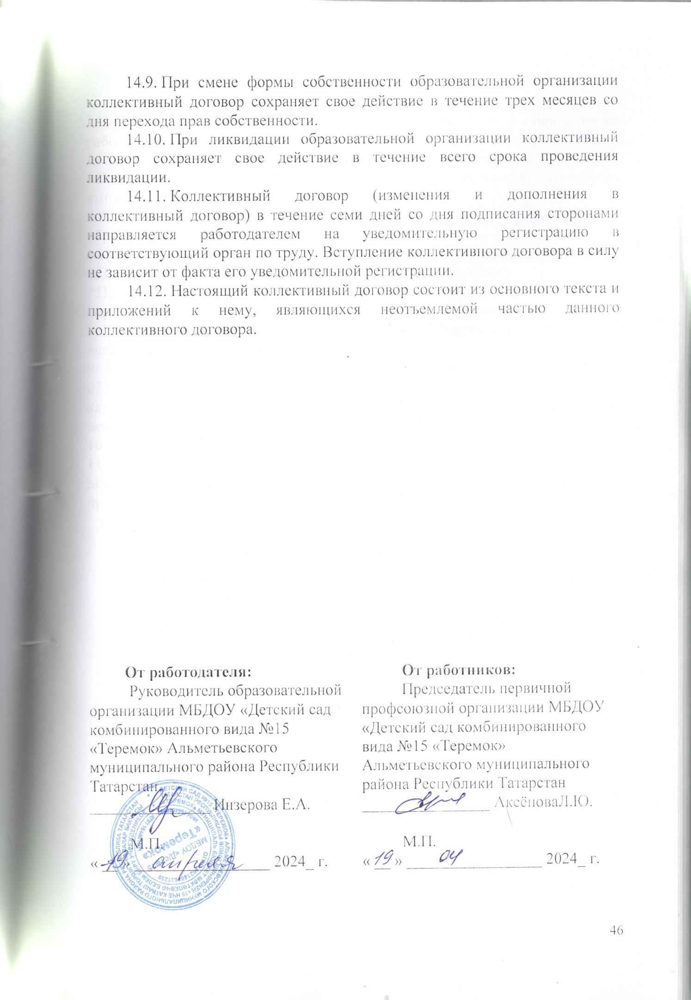 14.9. При смене формы собственности образовательной организации
коллективный договор сохраняет свое действие в течение трех месяцев со
дня перехода прав собственности.
14.10. При ликвидации образовательной организации коллективный
договор сохраняет свое действие в течение всего срока проведения
ликвидации.
14.11. Коллективный договор (изменения и дополнения в
коллективный договор) в течение семи дней со дня подписания сторонами
направляется работодателем на уведомительную регистрацию в
соответствующий орган по труду. Вступление коллективного договора в силу
не зависит от факта его уведомительной регистрации.
14.12. Настоящий коллективный договор состоит из основного текста и
приложений к нему, являющихся неотъемлемой частью данного
коллективного договора.
От работодателя:
Руководитель образовательной
организации МБДОУ «Детский сад
комбинированного вида №15
«Теремок» Альметьевского
муниципального района Республики
Татарстан
Инзерова Е.А.
М.П.
« 19 » апреля 2024_ г.
МБДОУ
«Теремок»
От работников:
Председатель первичной
профсоюзной организации МБДОУ
«Детский сад комбинированного
вида №15 «Теремок»
Альметьевского муниципального
района Республики Татарстан
АксёноваЛ.Ю.
М.П.
« 19 » 04 2024_ г.
46